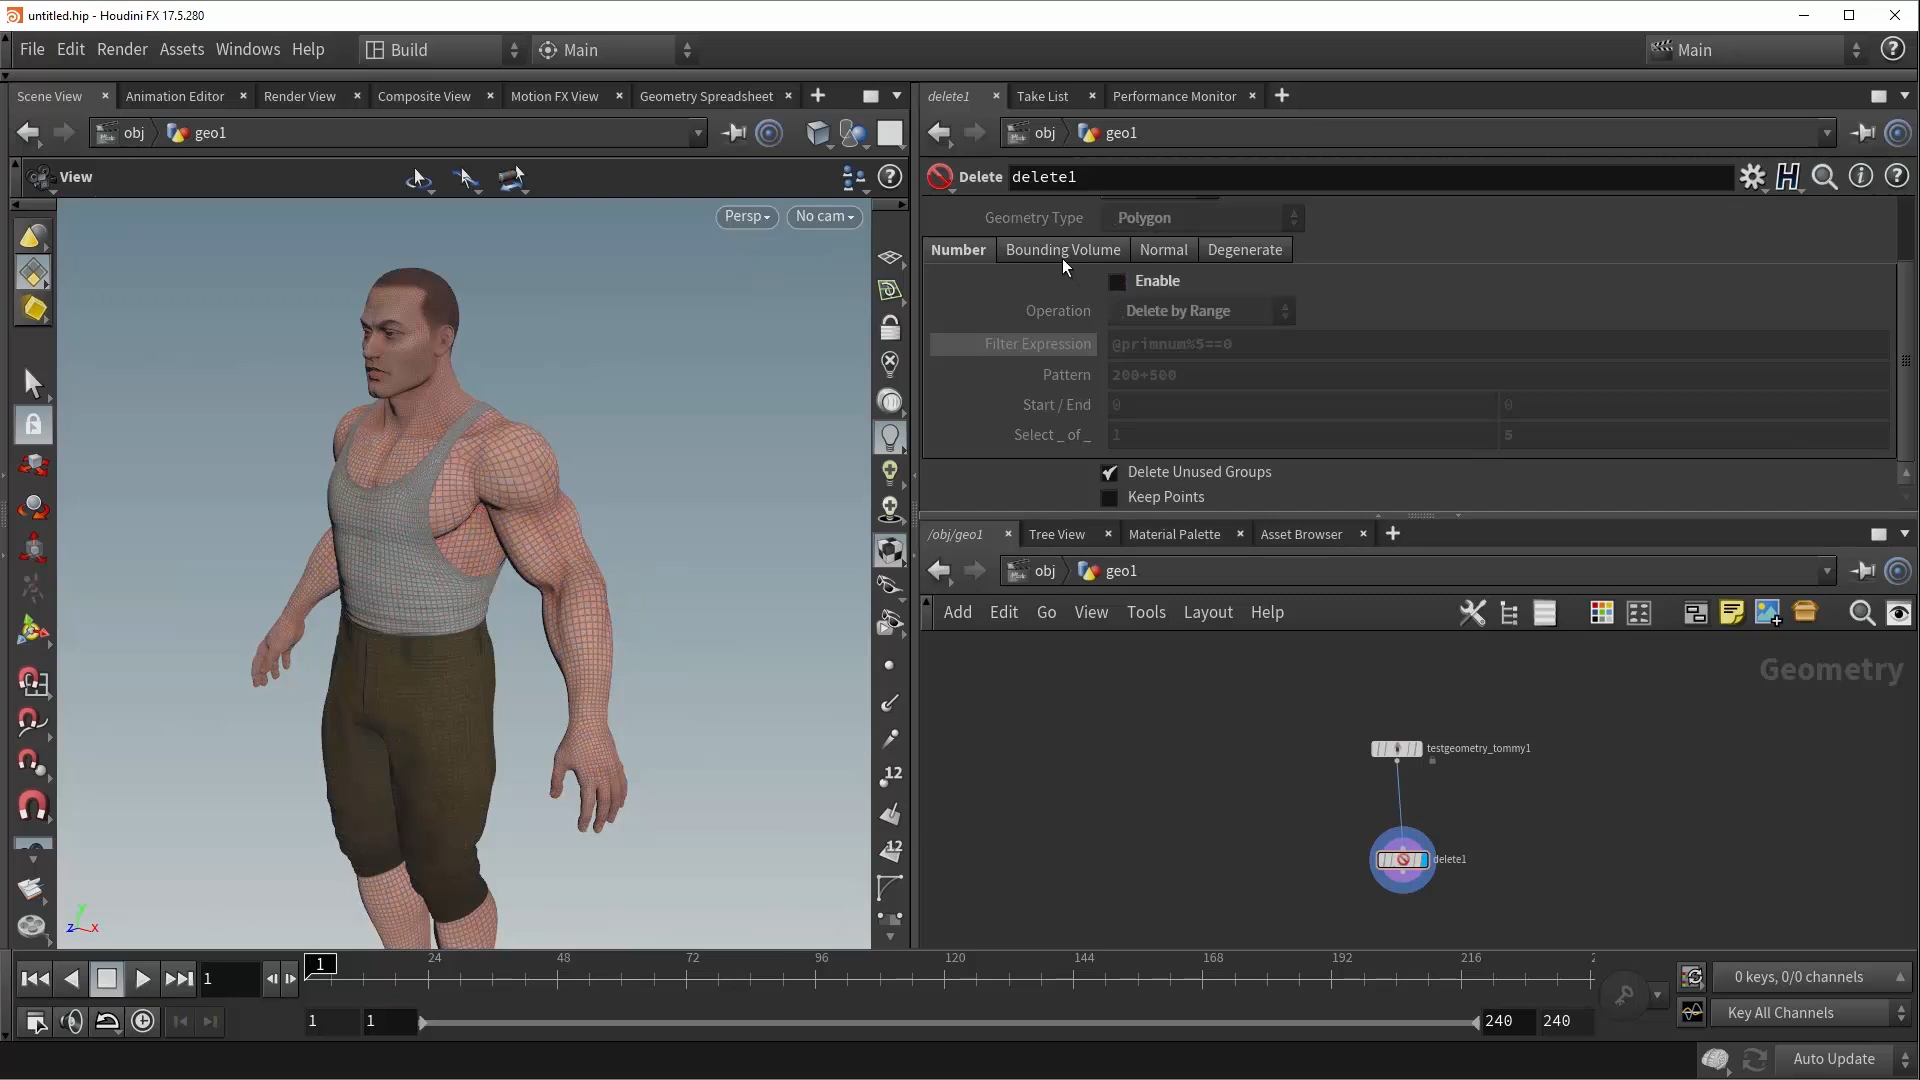 untitled.hip - Houdini FX 17.5.280
File Edit Render Assets Windows Help Build Main Main
Scene View Animation Editor Render View Composite View Motion FX View Geometry Spreadsheet
obj geo1
View
Persp No cam
12
12
z y x
delete1 Take List Performance Monitor
obj geo1
Delete delete1
Geometry Type Polygon
Number Bounding Volume Normal Degenerate
Enable
Operation Delete by Range
Filter Expression @primnum%5==0
Pattern 200+500
Start / End 0 0
Select _ of _ 1 5
Delete Unused Groups
Keep Points
/obj/geo1 Tree View Material Palette Asset Browser
obj geo1
Add Edit Go View Tools Layout Help
Geometry
testgeometry_tommy1
delete1
1 1 24 48 72 96 120 144 168 192 216 2
0 keys, 0/0 channels
1 1 240 240
Key All Channels
Auto Update